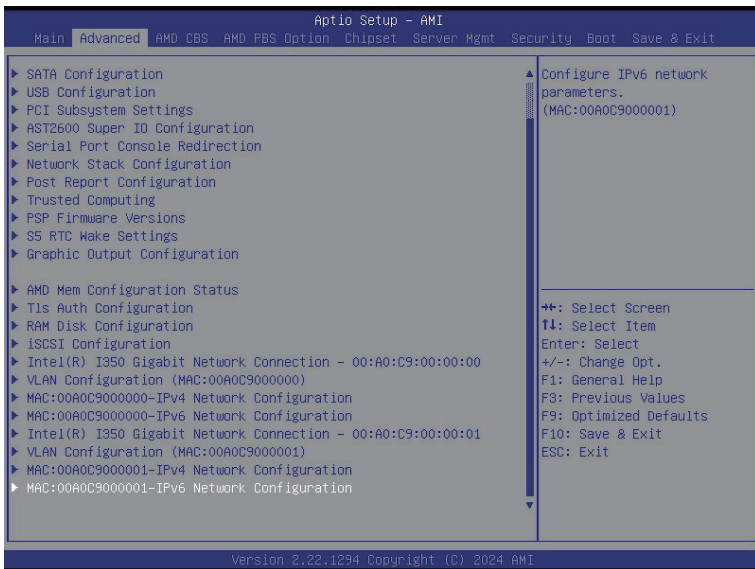 Aptio Setup – AMI
Main Advanced AMD CBS AMD PBS Option Chipset Server Mgmt Security Boot Save & Exit
▶ SATA Configuration
▶ USB Configuration
▶ PCI Subsystem Settings
▶ AST2600 Super IO Configuration
▶ Serial Port Console Redirection
▶ Network Stack Configuration
▶ Post Report Configuration
▶ Trusted Computing
▶ PSP Firmware Versions
▶ S5 RTC Wake Settings
▶ Graphic Output Configuration
▶ AMD Mem Configuration Status
▶ Tls Auth Configuration
▶ RAM Disk Configuration
▶ iSCSI Configuration
▶ Intel(R) I350 Gigabit Network Connection – 00:A0:C9:00:00:00
▶ VLAN Configuration (MAC:00A0C9000000)
▶ MAC:00A0C9000000-IPv4 Network Configuration
▶ MAC:00A0C9000000-IPv6 Network Configuration
▶ Intel(R) I350 Gigabit Network Connection – 00:A0:C9:00:00:01
▶ VLAN Configuration (MAC:00A0C9000001)
▶ MAC:00A0C9000001-IPv4 Network Configuration
▶ MAC:00A0C9000001-IPv6 Network Configuration
Configure IPv6 network
parameters.
(MAC:00A0C9000001)
→←: Select Screen
↑↓: Select Item
Enter: Select
+/-: Change Opt.
F1: General Help
F3: Previous Values
F9: Optimized Defaults
F10: Save & Exit
ESC: Exit
Version 2.22.1294 Copyright (C) 2024 AMI